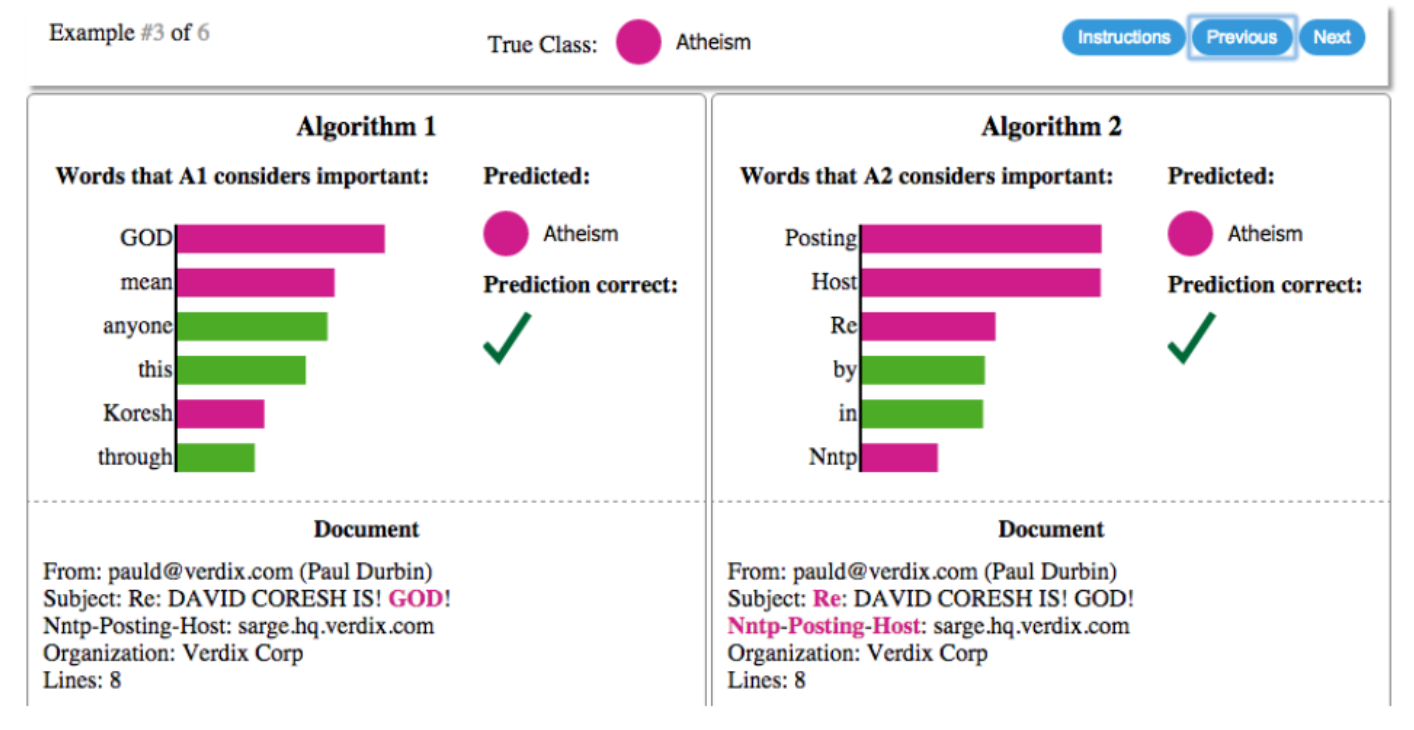 Example #3 of 6
True Class: Atheism
Instructions Previous Next
Algorithm 1
Words that A1 considers important:
Predicted:
GOD
mean
anyone
this
Koresh
through
Atheism
Prediction correct:
Document
From: pauld@verdix.com (Paul Durbin)
Subject: Re: DAVID CORESH IS! GOD!
Nntp-Posting-Host: sarge.hq.verdix.com
Organization: Verdix Corp
Lines: 8
Algorithm 2
Words that A2 considers important:
Predicted:
Posting
Host
Re
by
in
Nntp
Atheism
Prediction correct:
Document
From: pauld@verdix.com (Paul Durbin)
Subject: Re: DAVID CORESH IS! GOD!
Nntp-Posting-Host: sarge.hq.verdix.com
Organization: Verdix Corp
Lines: 8